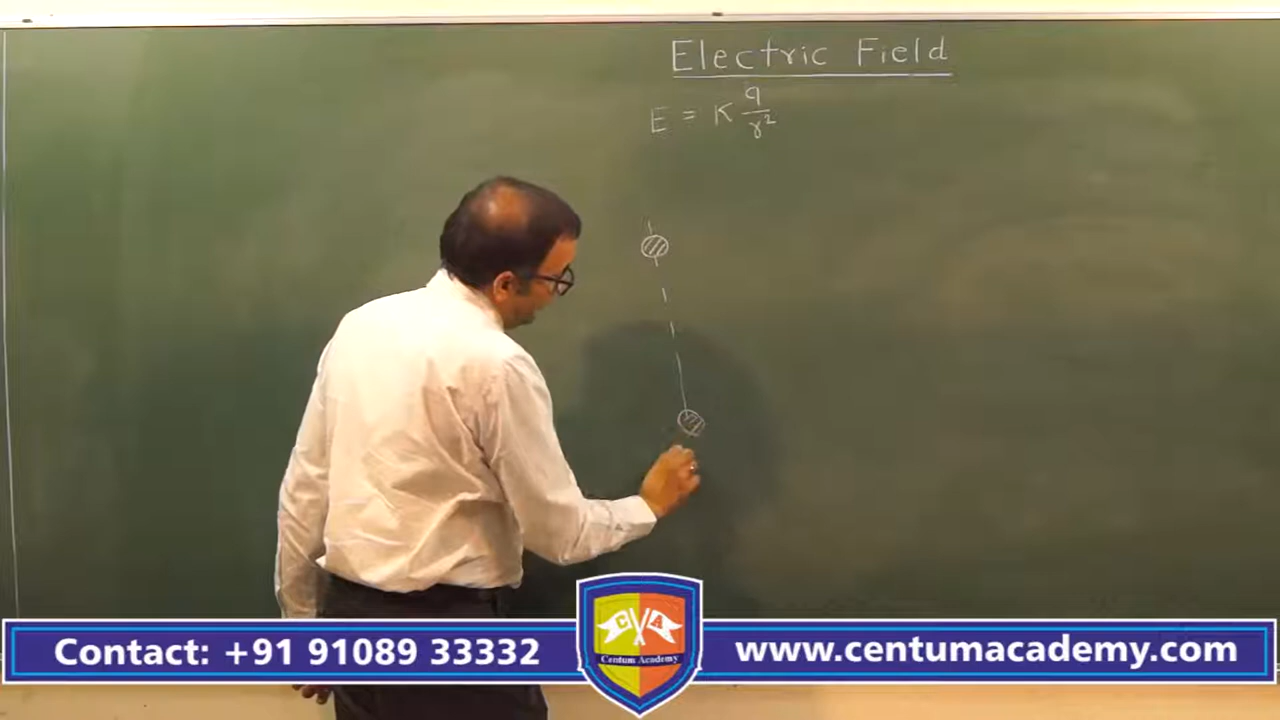 Electric Field
E = K q/r²
Contact: +91 91089 33332
C A
Centum Academy
www.centumacademy.com